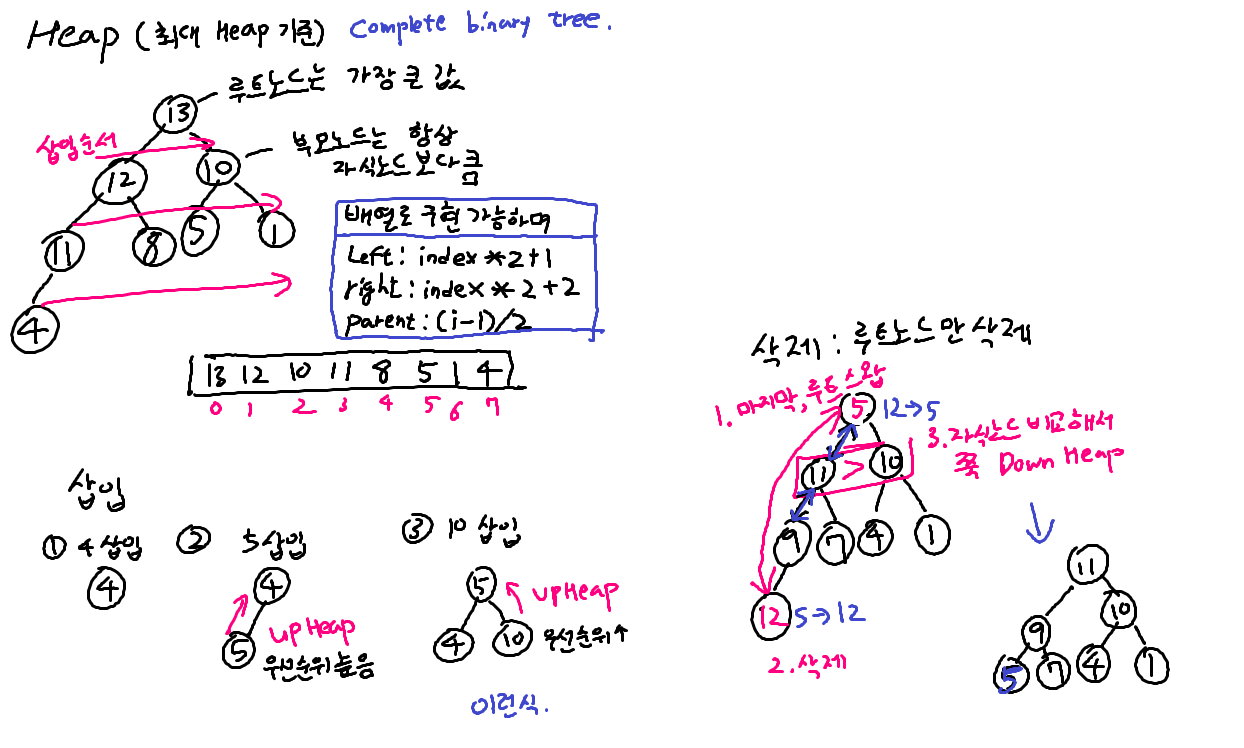 Heap (최대 Heap 기준) Complete binary tree.
13 루트노드는 가장 큰 값
삽입순서
12 10 부모노드는 항상
자식노드 보다 큼
11 8 5 1
4
배열로 구현 가능하며
Left: index *2+1
right: index * 2 + 2
parent: (i-1)/2
13 12 10 11 8 5 1 4
0 1 2 3 4 5 6 7
삽입
① 4 삽입
4
② 5 삽입
4
upHeap
5
우선순위 높음
③ 10 삽입
5
upHeap
4 10 우선순위↑
이런식.
삭제 : 루트노드만 삭제
1. 마지막, 루트 스왑
5 12→5
11 > 10
3. 자식노드 비교해서
쭉 Down Heap
9 7 4 1
12 5→12
2. 삭제
11
9 10
5 7 4 1